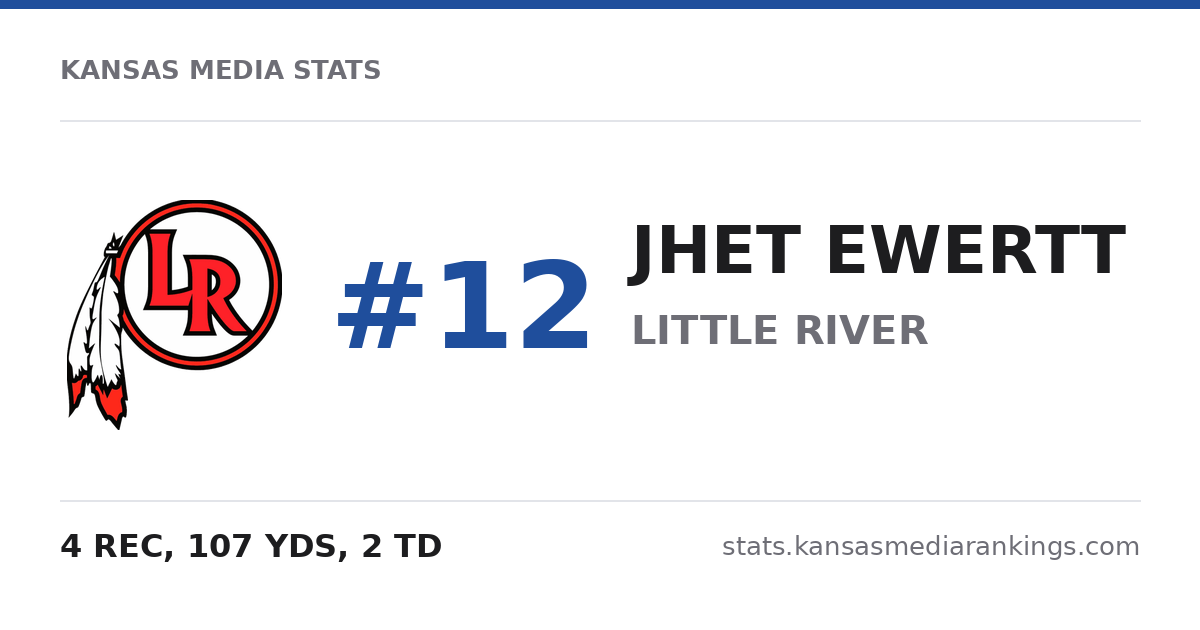 KANSAS MEDIA STATS
LR
#12
JHET EWERTT
LITTLE RIVER
4 REC, 107 YDS, 2 TD
stats.kansasmediarankings.com